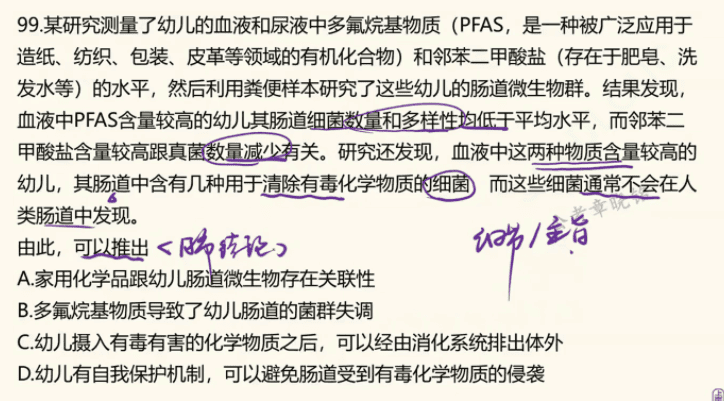 99.某研究测量了幼儿的血液和尿液中多氟烷基物质（PFAS，是一种被广泛应用于
造纸、纺织、包装、皮革等领域的有机化合物）和邻苯二甲酸盐（存在于肥皂、洗
发水等）的水平，然后利用粪便样本研究了这些幼儿的肠道微生物群。结果发现，
血液中PFAS含量较高的幼儿其肠道细菌数量和多样性均低于平均水平，而邻苯二
甲酸盐含量较高跟真菌数量减少有关。研究还发现，血液中这两种物质含量较高的
幼儿，其肠道中含有几种用于清除有毒化学物质的细菌 而这些细菌通常不会在人
类肠道中发现。
由此，可以推出
细节/主旨
A.家用化学品跟幼儿肠道微生物存在关联性
B.多氟烷基物质导致了幼儿肠道的菌群失调
C.幼儿摄入有毒有害的化学物质之后，可以经由消化系统排出体外
D.幼儿有自我保护机制，可以避免肠道受到有毒化学物质的侵袭